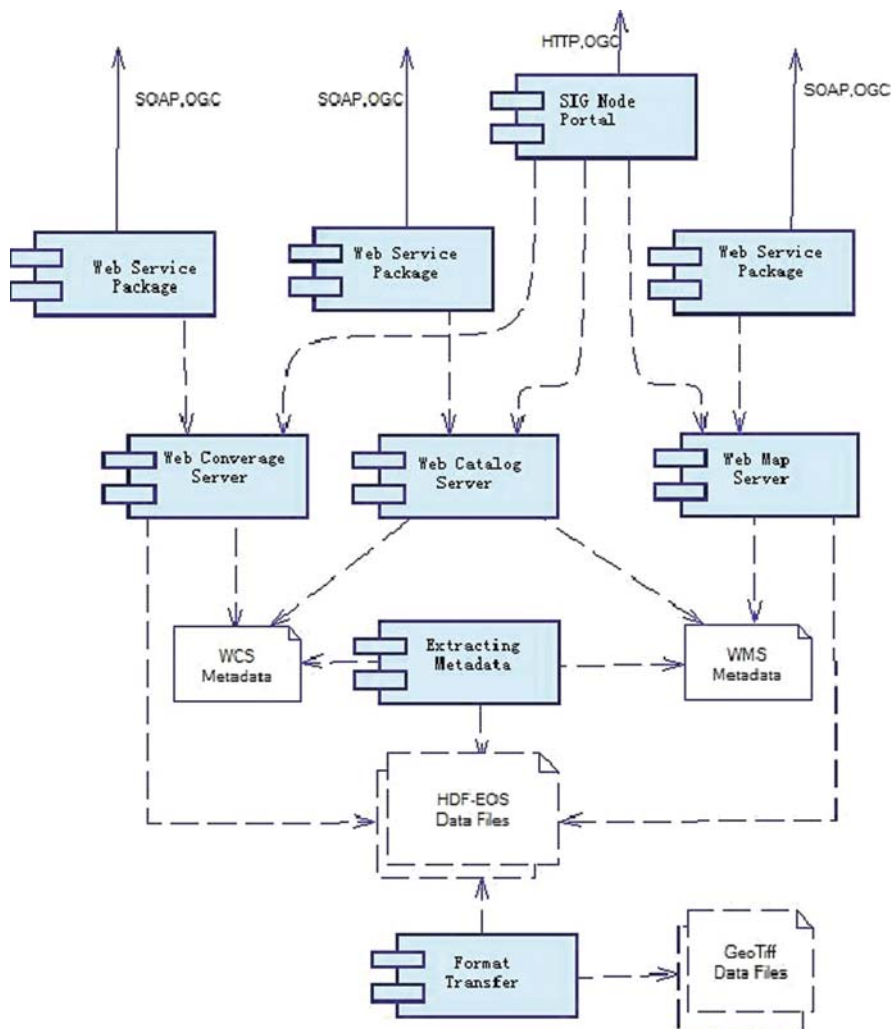 HTTP,OGC
SOAP,OGC
SOAP,OGC
SOAP,OGC
SIG Node
Portal
Web Service
Package
Web Service
Package
Web Service
Package
Web Converage
Server
Web Catalog
Server
Web Map
Server
WCS
Metadata
Extracting
Metadata
WMS
Metadata
HDF-EOS
Data Files
Format
Transfer
GeoTiff
Data Files